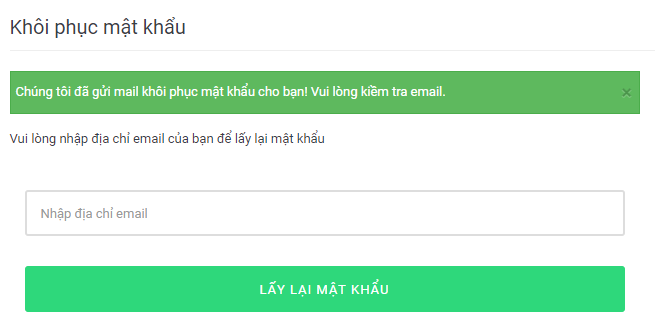 Khôi phục mật khẩu
Chúng tôi đã gửi mail khôi phục mật khẩu cho bạn! Vui lòng kiềm tra email.
×
Vui lòng nhập địa chỉ email của bạn để lấy lại mật khẩu
Nhập địa chỉ email
LẤY LẠI MẬT KHẨU